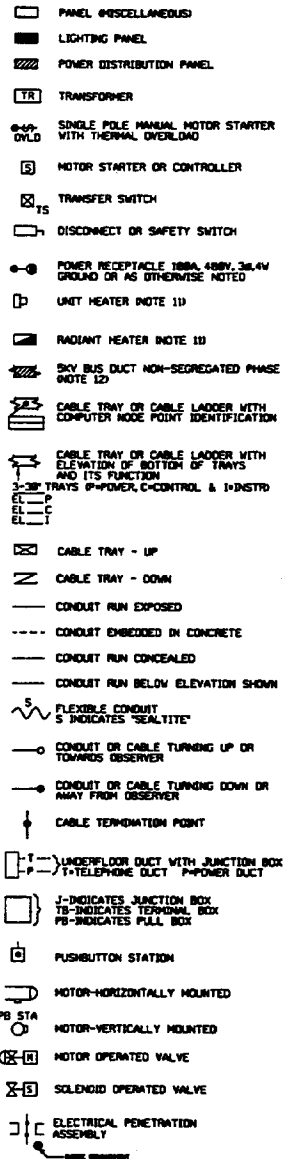 PANEL (MISCELLANEOUS)
LIGHTING PANEL
POWER DISTRIBUTION PANEL
TR TRANSFORMER
SINGLE POLE MANUAL MOTOR STARTER
OVLD WITH THERMAL OVERLOAD
S MOTOR STARTER OR CONTROLLER
TS TRANSFER SWITCH
DISCONNECT OR SAFETY SWITCH
POWER RECEPTACLE 100A, 480V, 3Ø, 4W
GROUND OR AS OTHERWISE NOTED
UNIT HEATER (NOTE 11)
RADIANT HEATER (NOTE 11)
5KV BUS DUCT NON-SEGREGATED PHASE
(NOTE 12)
CABLE TRAY OR CABLE LADDER WITH
COMPUTER NODE POINT IDENTIFICATION
CABLE TRAY OR CABLE LADDER WITH
ELEVATION OF BOTTOM OF TRAYS
AND ITS FUNCTION
3-30" TRAYS (P=POWER, C=CONTROL & I=INSTR)
EL__P
EL__C
EL__I
CABLE TRAY - UP
CABLE TRAY - DOWN
CONDUIT RUN EXPOSED
CONDUIT EMBEDDED IN CONCRETE
CONDUIT RUN CONCEALED
CONDUIT RUN BELOW ELEVATION SHOWN
S FLEXIBLE CONDUIT
S INDICATES "SEALTITE"
CONDUIT OR CABLE TURNING UP OR
TOWARDS OBSERVER
CONDUIT OR CABLE TURNING DOWN OR
AWAY FROM OBSERVER
CABLE TERMINATION POINT
T UNDERFLOOR DUCT WITH JUNCTION BOX
P T=TELEPHONE DUCT P=POWER DUCT
J-INDICATES JUNCTION BOX
TB-INDICATES TERMINAL BOX
PB-INDICATES PULL BOX
PUSHBUTTON STATION
MOTOR-HORIZONTALLY MOUNTED
PB STA
MOTOR-VERTICALLY MOUNTED
M MOTOR OPERATED VALVE
S SOLENOID OPERATED VALVE
ELECTRICAL PENETRATION
ASSEMBLY